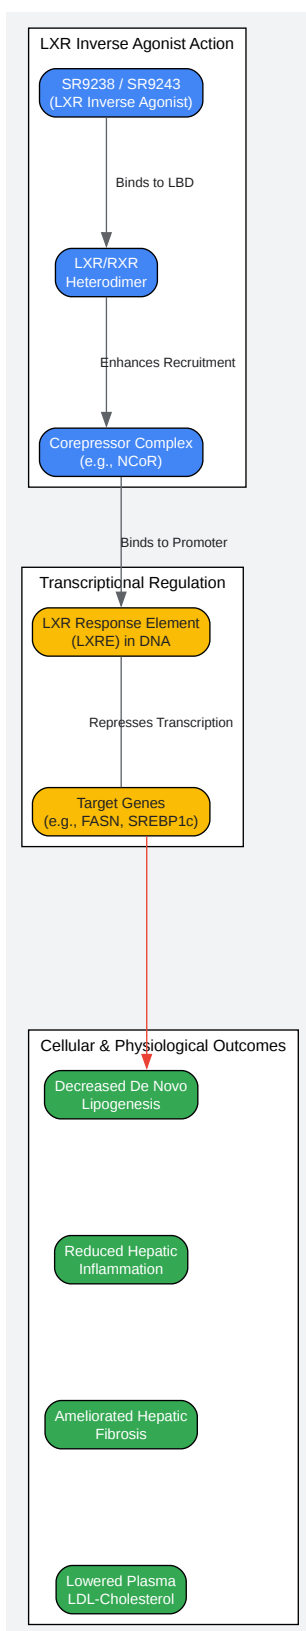 LXR Inverse Agonist Action
SR9238 / SR9243
(LXR Inverse Agonist)
Binds to LBD
LXR/RXR
Heterodimer
Enhances Recruitment
Corepressor Complex
(e.g., NCoR)
Binds to Promoter
Transcriptional Regulation
LXR Response Element
(LXRE) in DNA
Represses Transcription
Target Genes
(e.g., FASN, SREBP1c)
Cellular & Physiological Outcomes
Decreased De Novo
Lipogenesis
Reduced Hepatic
Inflammation
Ameliorated Hepatic
Fibrosis
Lowered Plasma
LDL-Cholesterol